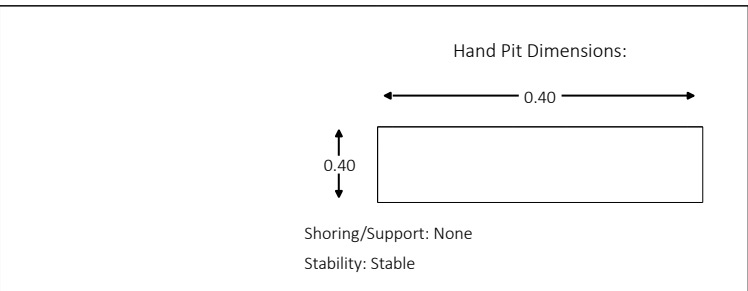 Hand Pit Dimensions:
0.40
0.40
Shoring/Support: None
Stability: Stable